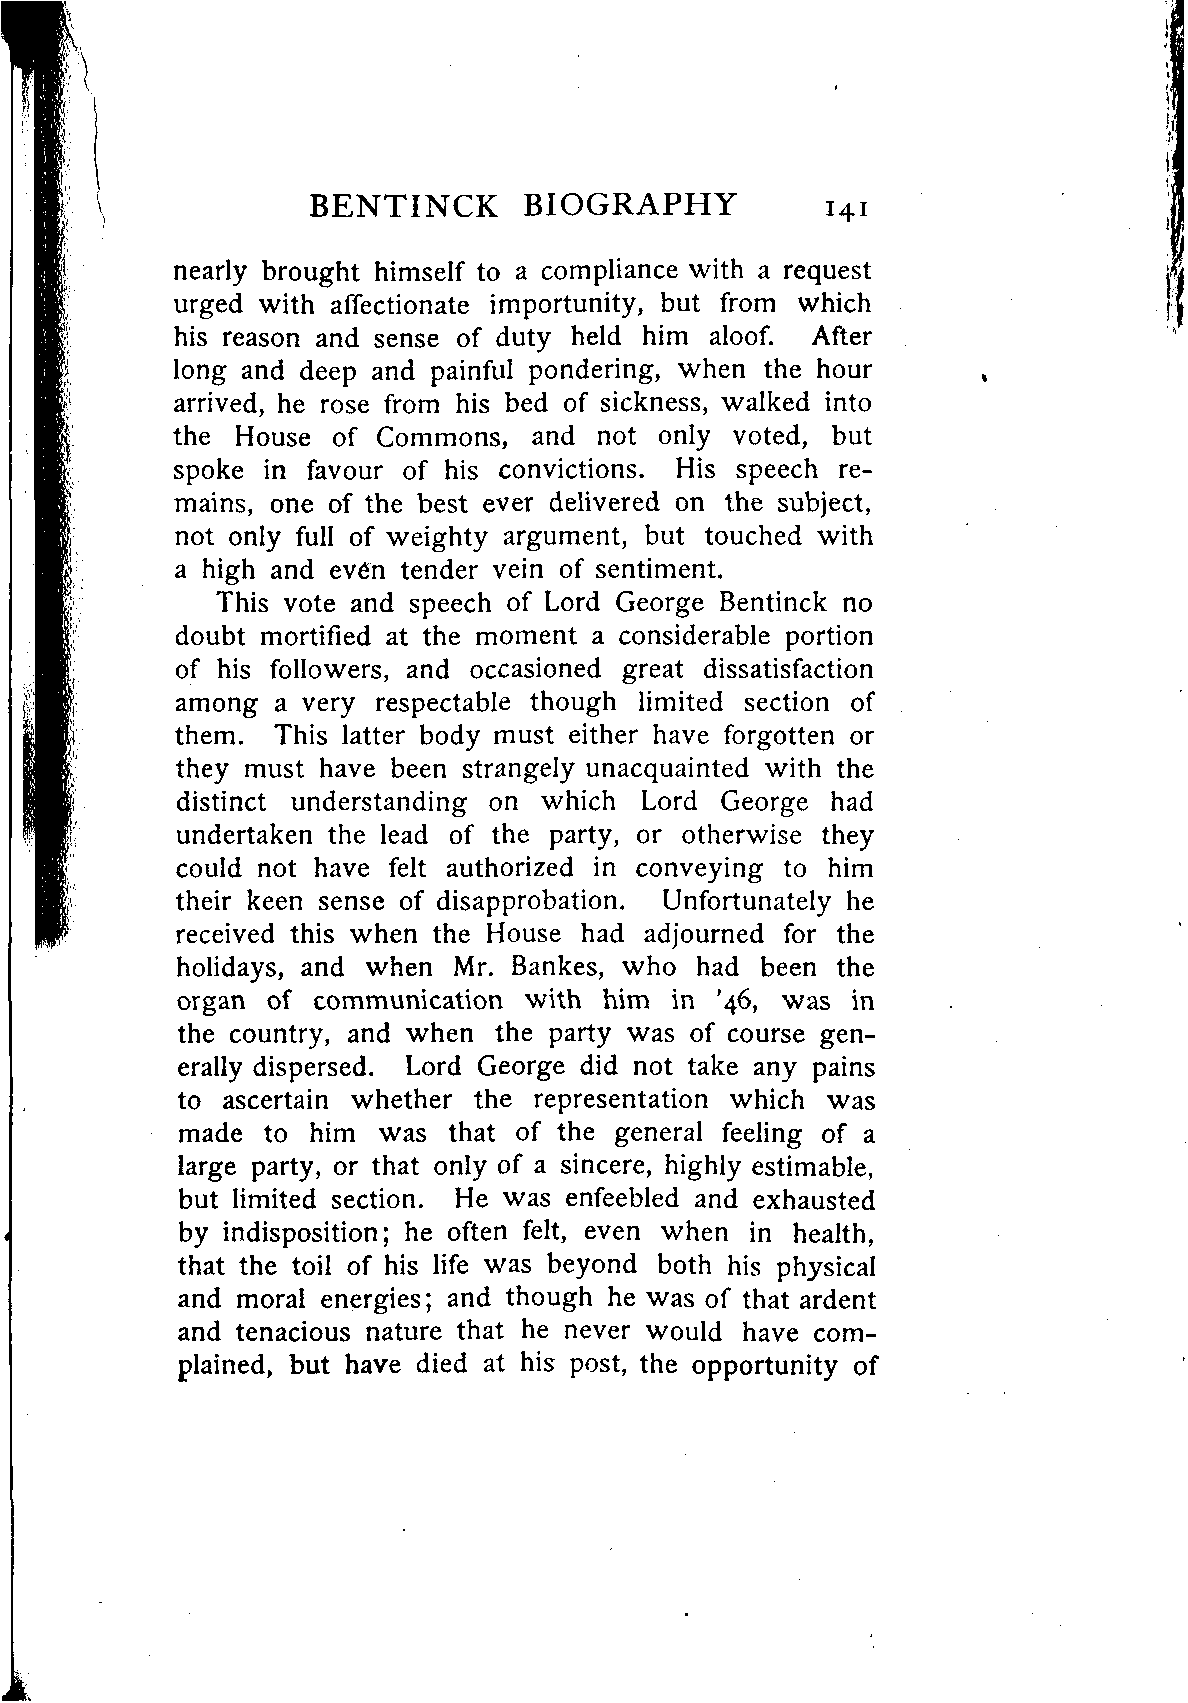 BENTINCK BIOGRAPHY 141
nearly brought himself to a compliance with a request
urged with affectionate importunity, but from which
his reason and sense of duty held him aloof. After
long and deep and painful pondering, when the hour
arrived, he rose from his bed of sickness, walked into
the House of Commons, and not only voted, but
spoke in favour of his convictions. His speech re-
mains, one of the best ever delivered on the subject,
not only full of weighty argument, but touched with
a high and even tender vein of sentiment.
This vote and speech of Lord George Bentinck no
doubt mortified at the moment a considerable portion
of his followers, and occasioned great dissatisfaction
among a very respectable though limited section of
them. This latter body must either have forgotten or
they must have been strangely unacquainted with the
distinct understanding on which Lord George had
undertaken the lead of the party, or otherwise they
could not have felt authorized in conveying to him
their keen sense of disapprobation. Unfortunately he
received this when the House had adjourned for the
holidays, and when Mr. Bankes, who had been the
organ of communication with him in '46, was in
the country, and when the party was of course gen-
erally dispersed. Lord George did not take any pains
to ascertain whether the representation which was
made to him was that of the general feeling of a
large party, or that only of a sincere, highly estimable,
but limited section. He was enfeebled and exhausted
by indisposition; he often felt, even when in health,
that the toil of his life was beyond both his physical
and moral energies; and though he was of that ardent
and tenacious nature that he never would have com-
plained, but have died at his post, the opportunity of